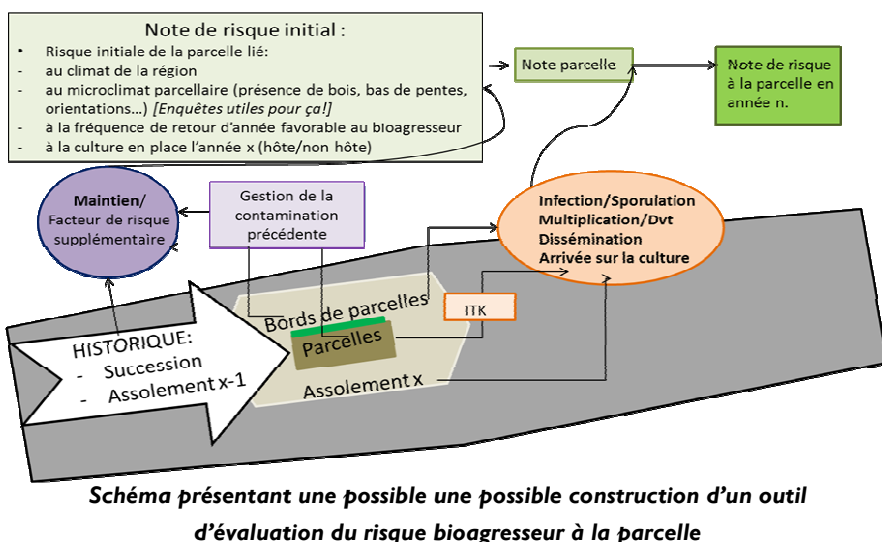 Note de risque initial :
• Risque initiale de la parcelle lié:
- au climat de la région
- au microclimat parcellaire (présence de bois, bas de pentes,
orientations...) [Enquêtes utiles pour ça!]
- à la fréquence de retour d'année favorable au bioagresseur
- à la culture en place l'année x (hôte/non hôte)
Note parcelle
Note de risque
à la parcelle en
année n.
Maintien/
Facteur de risque
supplémentaire
Gestion de la
contamination
précédente
Infection/Sporulation
Multiplication/Dvt
Dissémination
Arrivée sur la culture
Bords de parcelles
Parcelles
Assolement x
ITK
HISTORIQUE:
- Succession
- Assolement x-1
Schéma présentant une possible une possible construction d'un outil
d'évaluation du risque bioagresseur à la parcelle